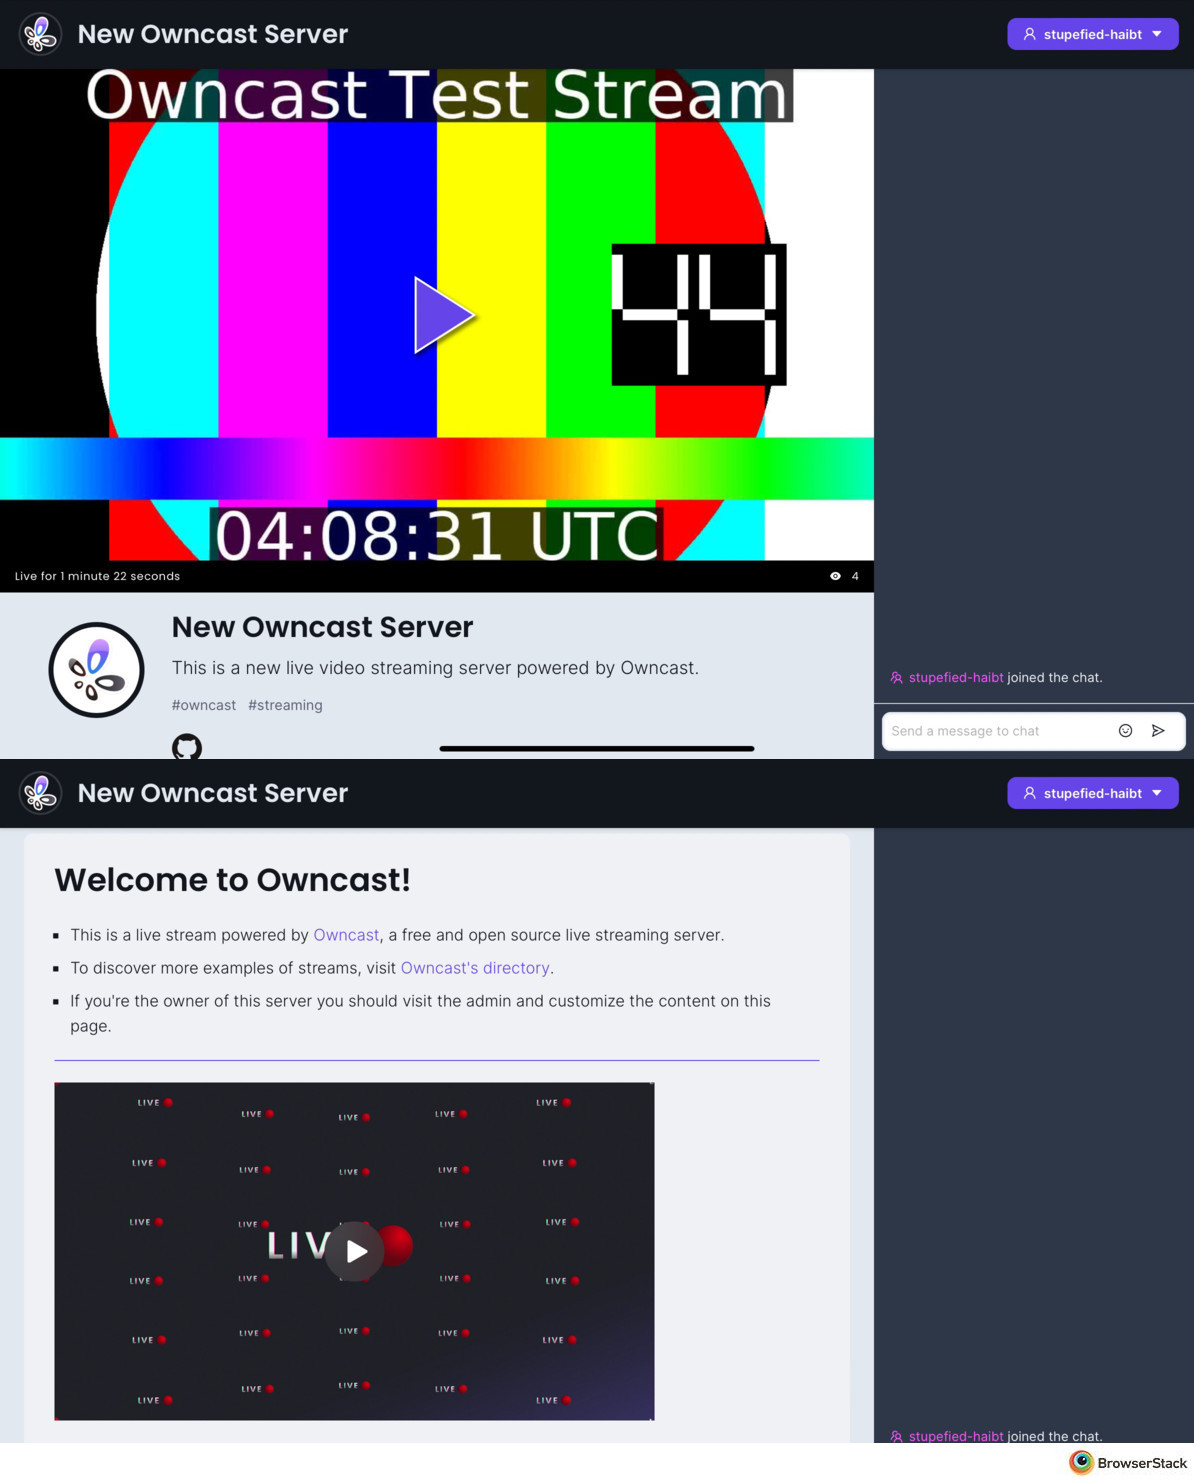 New Owncast Server
stupefied-haibt
Owncast Test Stream
44
04:08:31 UTC
Live for 1 minute 22 seconds
4
New Owncast Server
This is a new live video streaming server powered by Owncast.
#owncast #streaming
stupefied-haibt joined the chat.
Send a message to chat
New Owncast Server
stupefied-haibt
Welcome to Owncast!
This is a live stream powered by Owncast, a free and open source live streaming server.
To discover more examples of streams, visit Owncast's directory.
If you're the owner of this server you should visit the admin and customize the content on this
page.
LIVE LIVE LIVE LIVE LIVE
LIVE LIVE LIVE LIVE LIVE
LIVE LIVE LIVE LIVE
LIV
LIVE LIVE LIVE LIVE
LIVE LIVE LIVE LIVE LIVE
LIVE LIVE LIVE LIVE LIVE
stupefied-haibt joined the chat.
BrowserStack